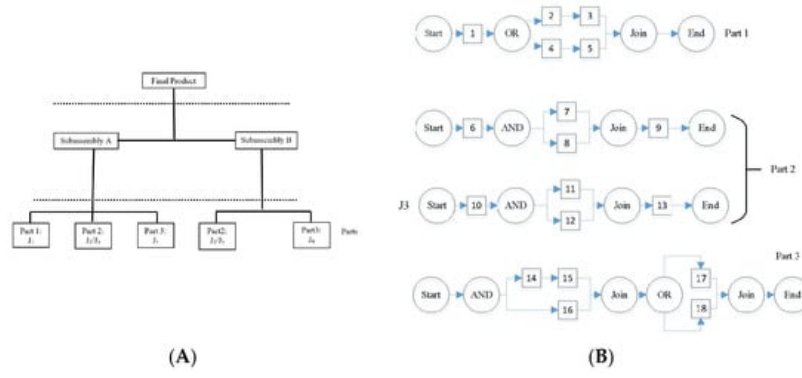 Final Product
Subassembly A
Subassembly B
Part 1:
Part 2:
Part 3:
Part2:
Parts
(A)
Start 1 OR 2 3 4 5 Join End Part 1
Start 6 AND 7 8 Join 9 End
Part 2
J3 Start 10 AND 11 12 Join 13 End
Part 3
Start AND 14 15 16 Join OR 17 18 Join End
(B)